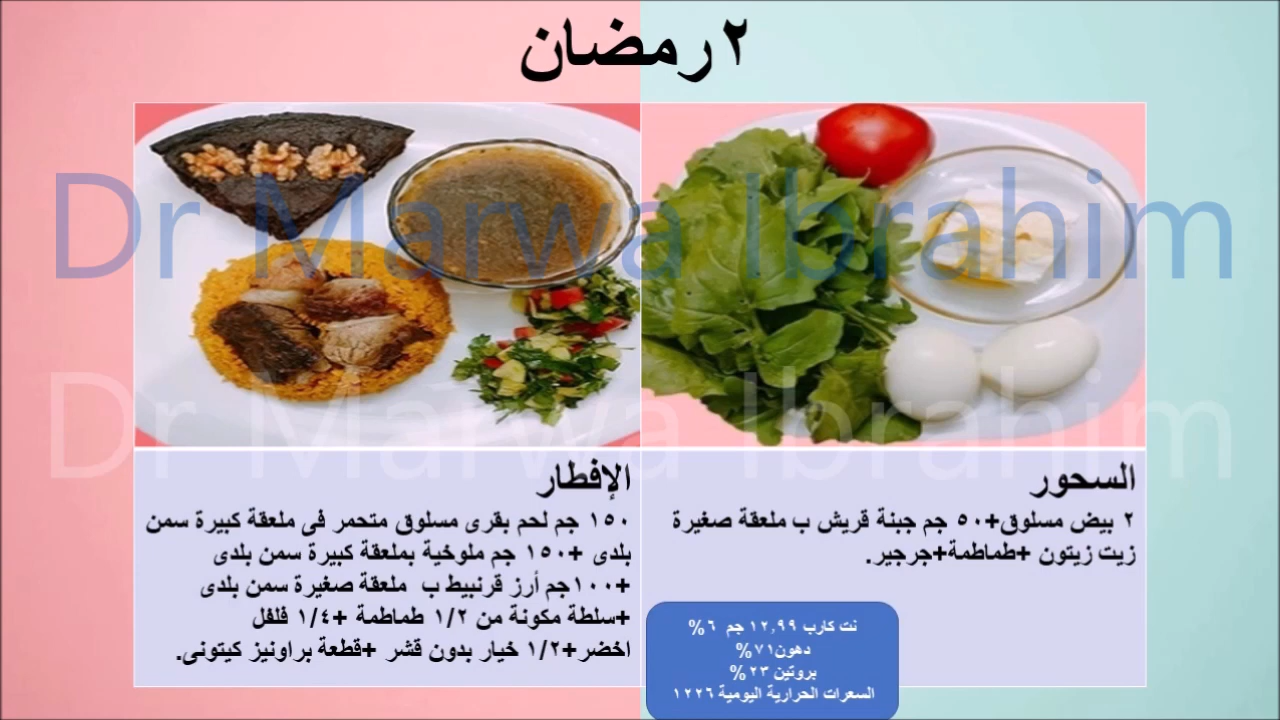 ٢ رمضان
Dr Marwa Ibrahim
Dr Marwa Ibrahim
السحور
٢ بيض مسلوق+٥٠ جم جبنة قريش ب ملعقة صغيرة
زيت زيتون +طماطمة+جرجير.
الإفطار
١٥٠ جم لحم بقرى مسلوق متحمر فى ملعقة كبيرة سمن
بلدى +١٥٠ جم ملوخية بملعقة كبيرة سمن بلدى
+١٠٠جم أرز قرنبيط ب ملعقة صغيرة سمن بلدى
+سلطة مكونة من ١/٢ طماطمة +١/٤ فلفل
اخضر+١/٢ خيار بدون قشر +قطعة براونيز كيتونى.
نت كارب ١٢,٩٩ جم ٦%
دهون٧١%
بروتين ٢٣%
السعرات الحرارية اليومية ١٢٢٦